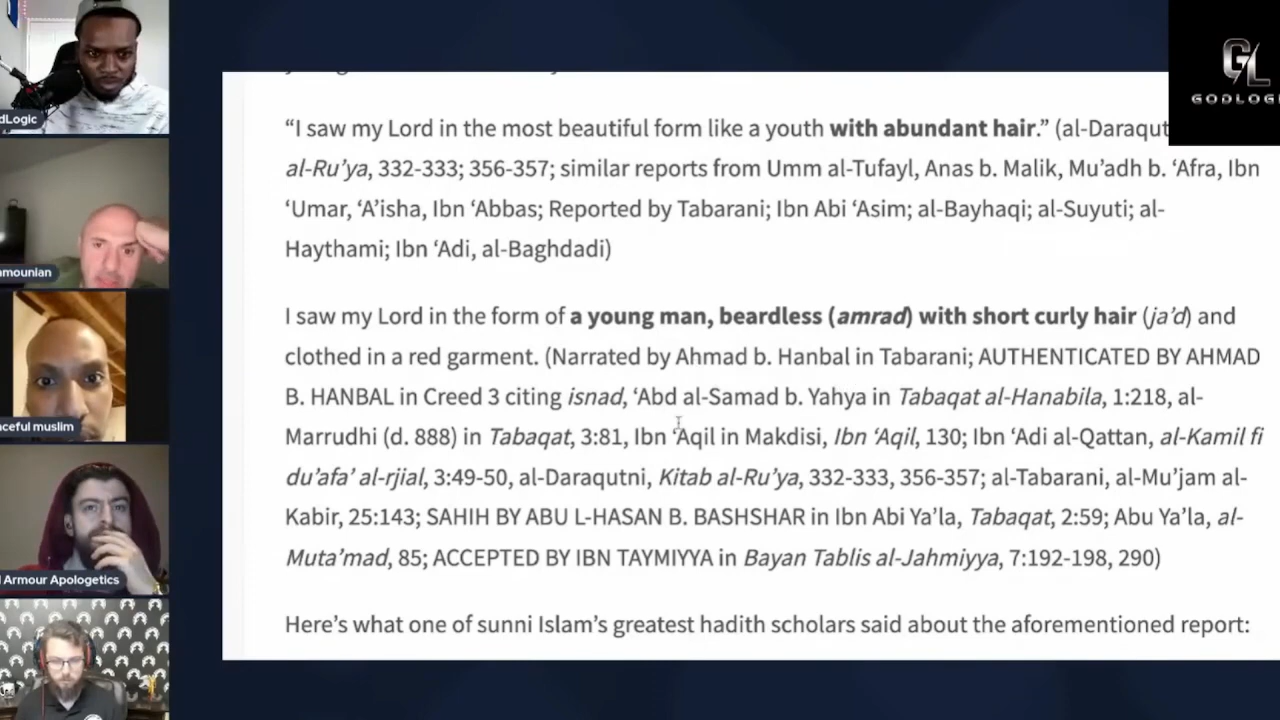 dLogic
amounian
ceful muslim
l Armour Apologetics
GL
GODLOGI
“I saw my Lord in the most beautiful form like a youth with abundant hair.” (al-Daraqut
al-Ru’ya, 332-333; 356-357; similar reports from Umm al-Tufayl, Anas b. Malik, Mu’adh b. ‘Afra, Ibn
‘Umar, ‘A’isha, Ibn ‘Abbas; Reported by Tabarani; Ibn Abi ‘Asim; al-Bayhaqi; al-Suyuti; al-
Haythami; Ibn ‘Adi, al-Baghdadi)
I saw my Lord in the form of a young man, beardless (amrad) with short curly hair (ja’d) and
clothed in a red garment. (Narrated by Ahmad b. Hanbal in Tabarani; AUTHENTICATED BY AHMAD
B. HANBAL in Creed 3 citing isnad, ‘Abd al-Samad b. Yahya in Tabaqat al-Hanabila, 1:218, al-
Marrudhi (d. 888) in Tabaqat, 3:81, Ibn ‘Aqil in Makdisi, Ibn ‘Aqil, 130; Ibn ‘Adi al-Qattan, al-Kamil fi
du’afa’ al-rjial, 3:49-50, al-Daraqutni, Kitab al-Ru’ya, 332-333, 356-357; al-Tabarani, al-Mu’jam al-
Kabir, 25:143; SAHIH BY ABU L-HASAN B. BASHSHAR in Ibn Abi Ya’la, Tabaqat, 2:59; Abu Ya’la, al-
Muta’mad, 85; ACCEPTED BY IBN TAYMIYYA in Bayan Tablis al-Jahmiyya, 7:192-198, 290)
Here’s what one of sunni Islam’s greatest hadith scholars said about the aforementioned report: